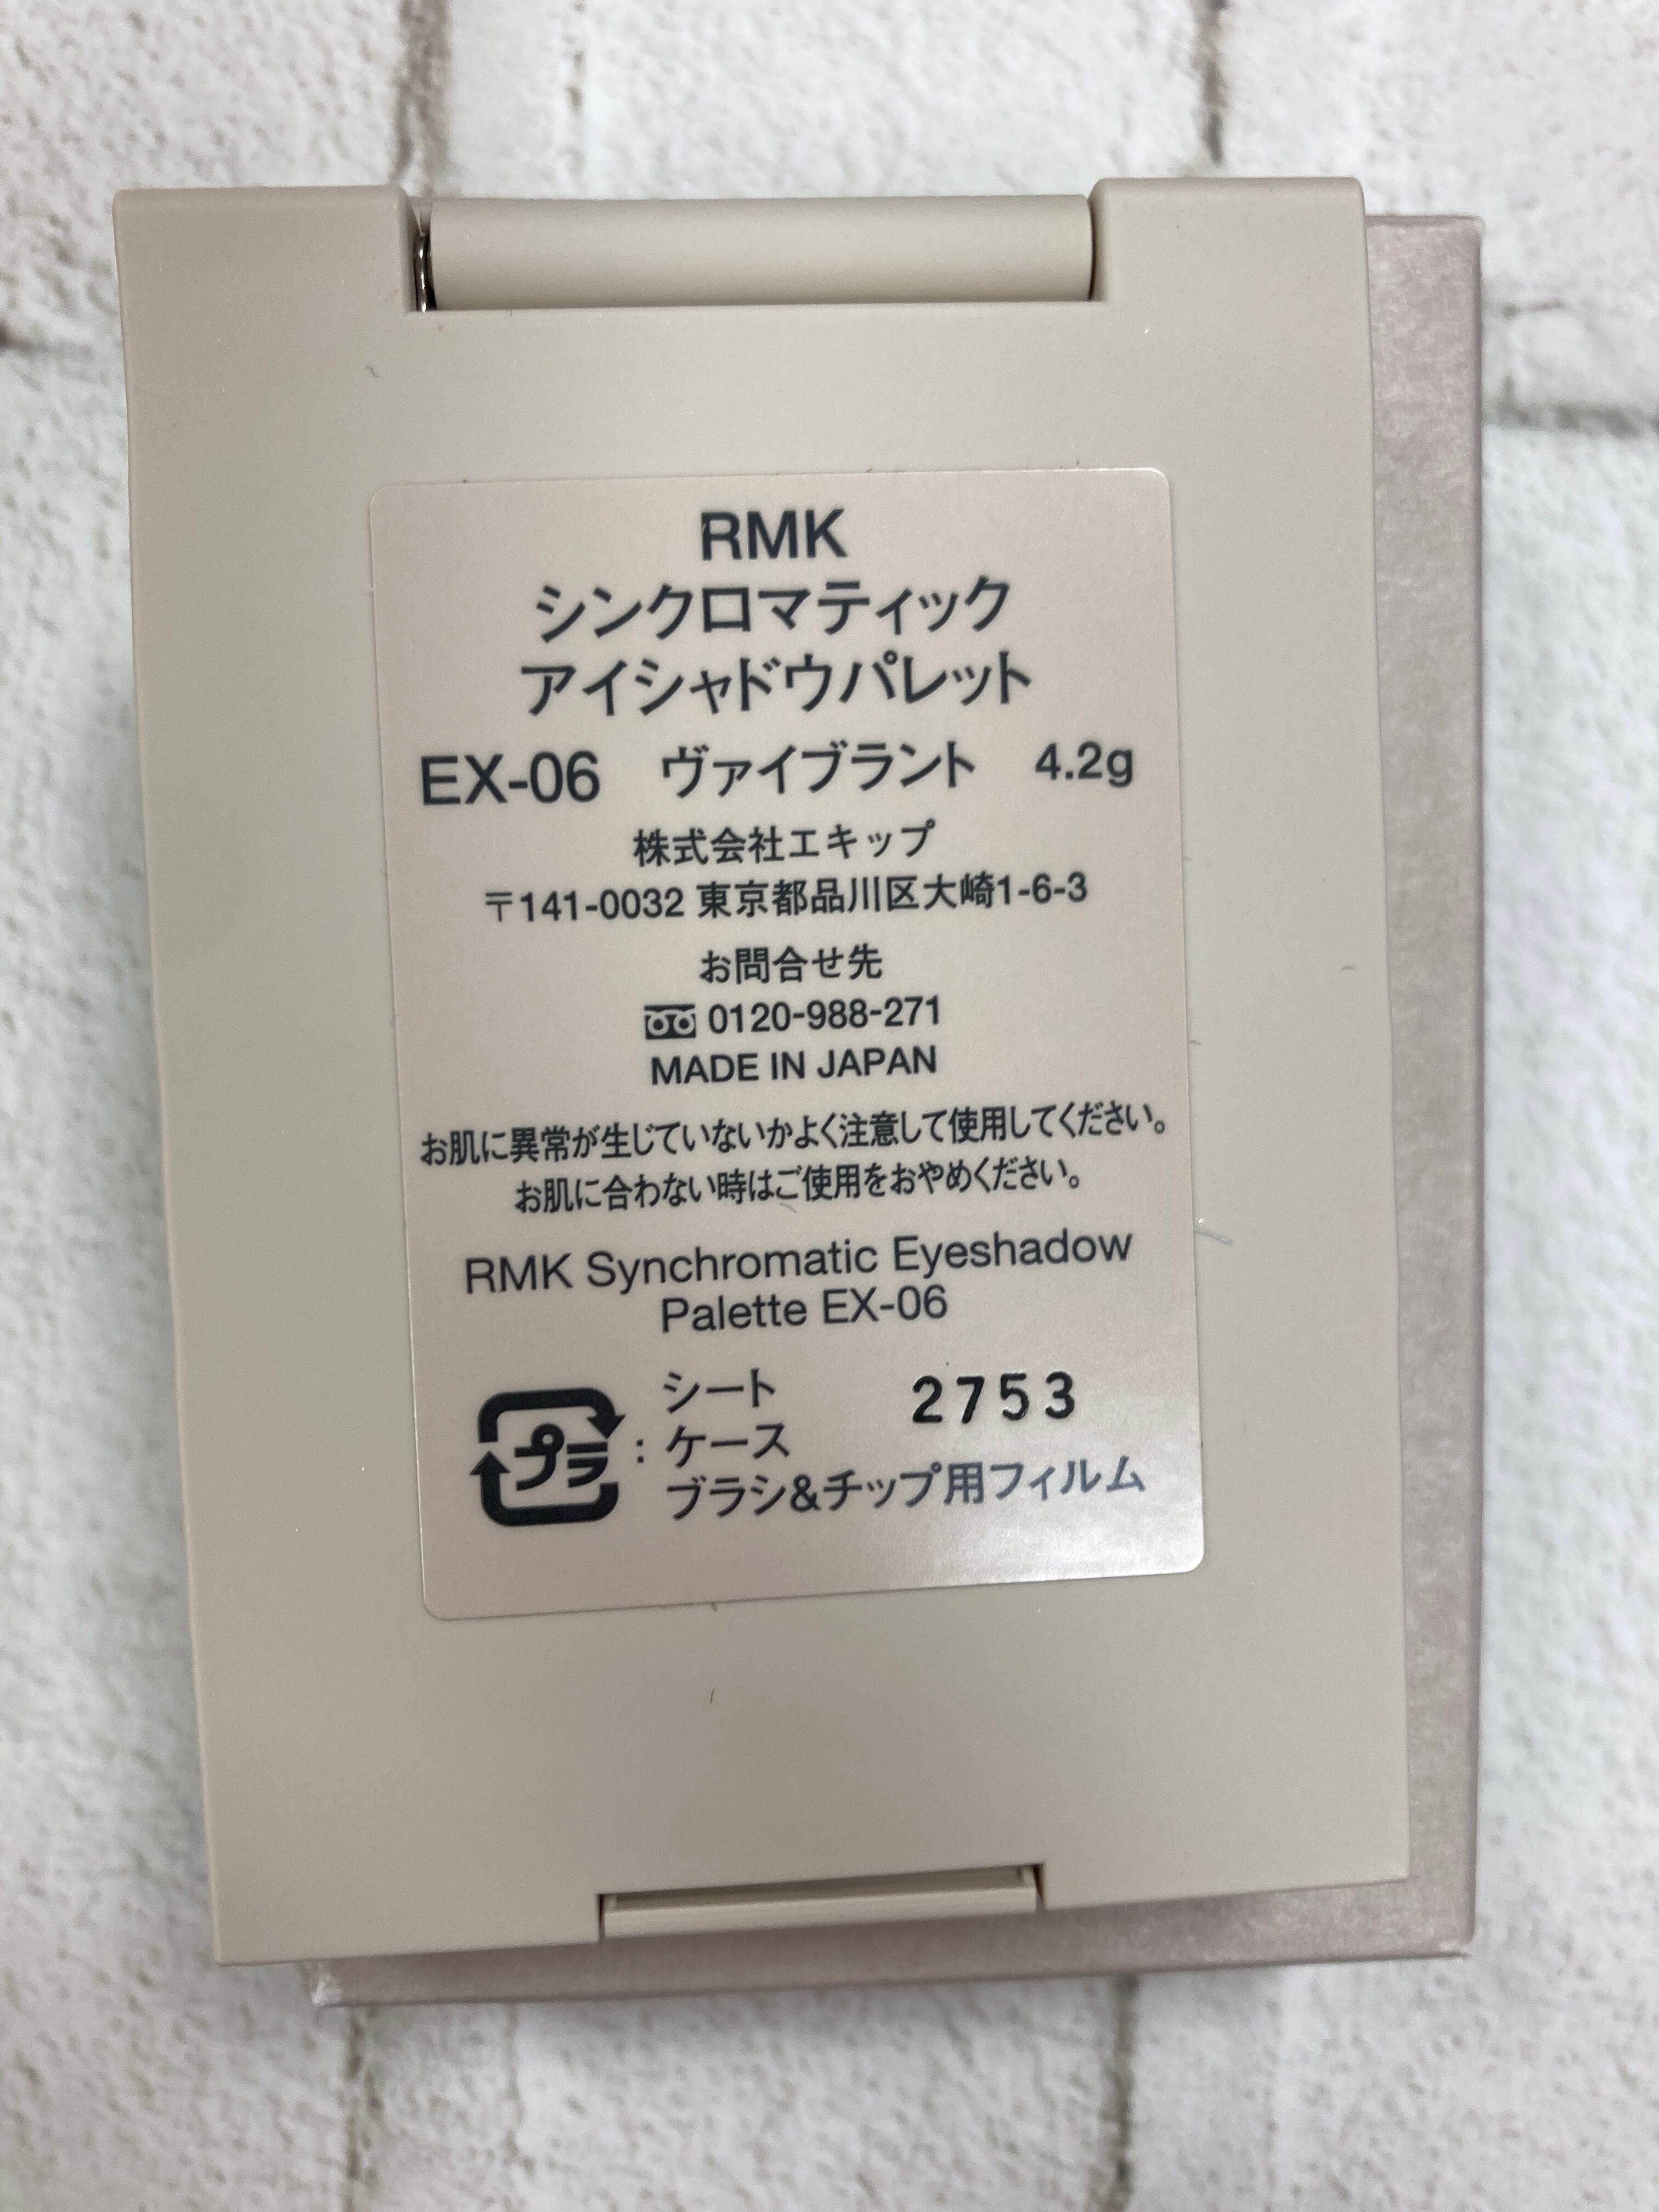 RMK
シンクロマティック
アイシャドウパレット
EX-06 ヴァイブラント 4.2g
株式会社エキップ
〒141-0032 東京都品川区大崎1-6-3
お問合せ先
0120-988-271
MADE IN JAPAN
お肌に異常が生じていないかよく注意して使用してください。
お肌に合わない時はご使用をおやめください。
RMK Synchromatic Eyeshadow
Palette EX-06
プラ : シート
ケース
ブラシ&チップ用フィルム
2753